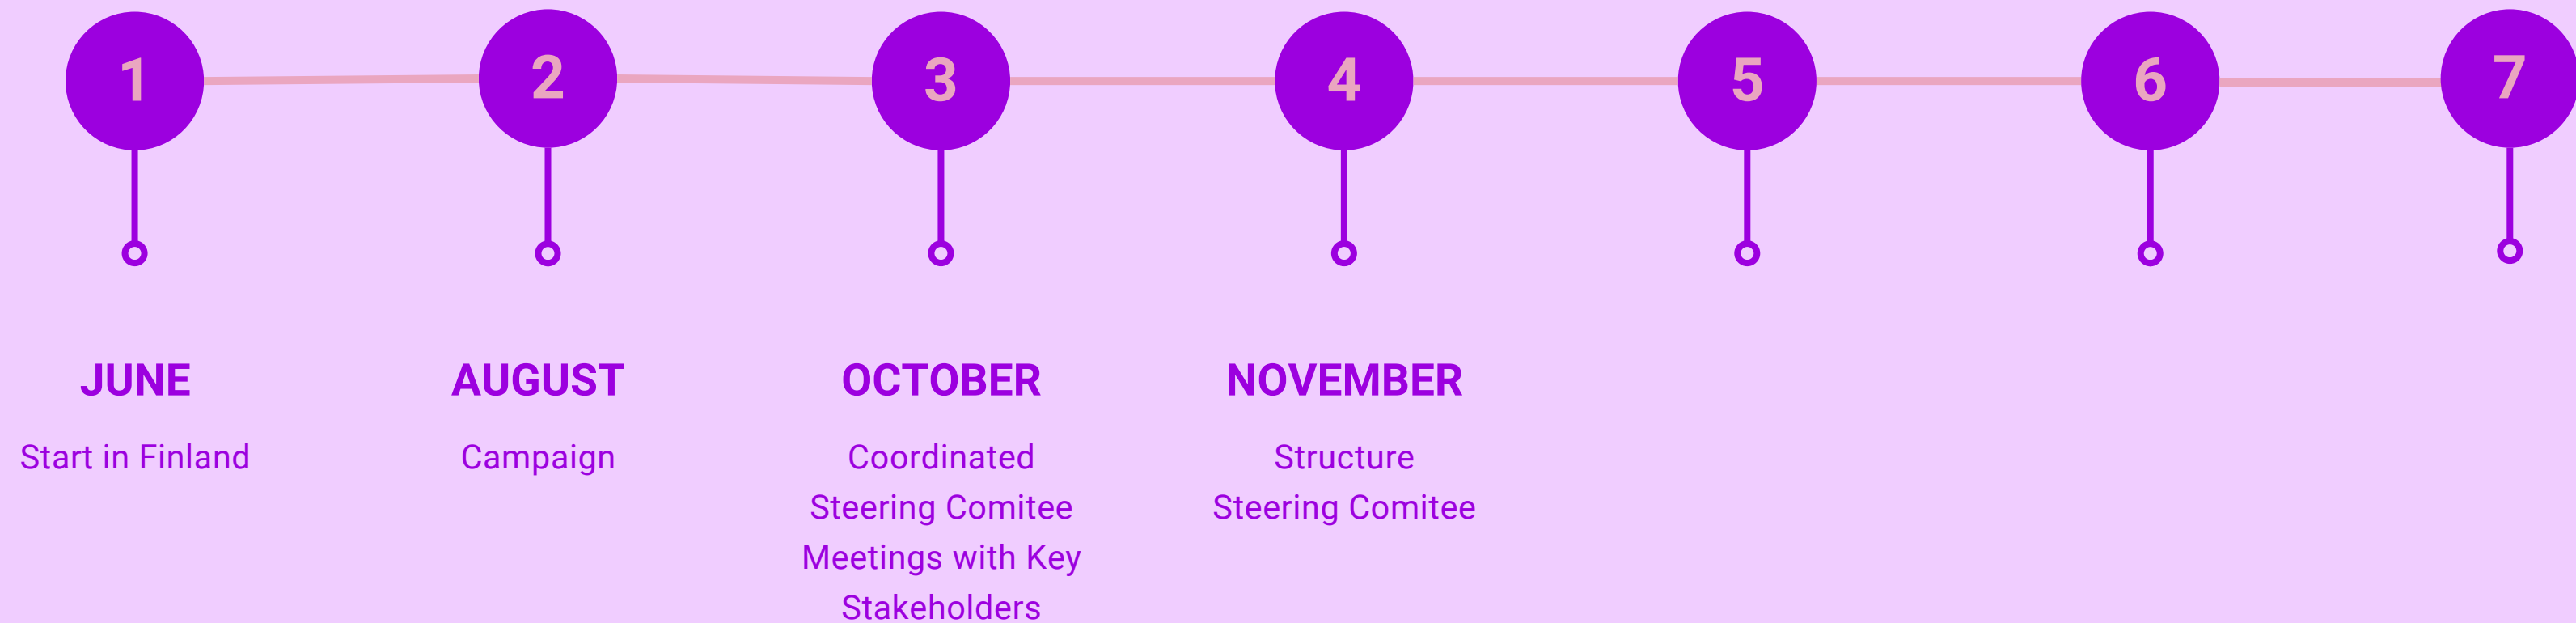 1
2
3
4
5
6
7
JUNE
Start in Finland
AUGUST
Campaign
OCTOBER
Coordinated
Steering Comitee
Meetings with Key
Stakeholders
NOVEMBER
Structure
Steering Comitee